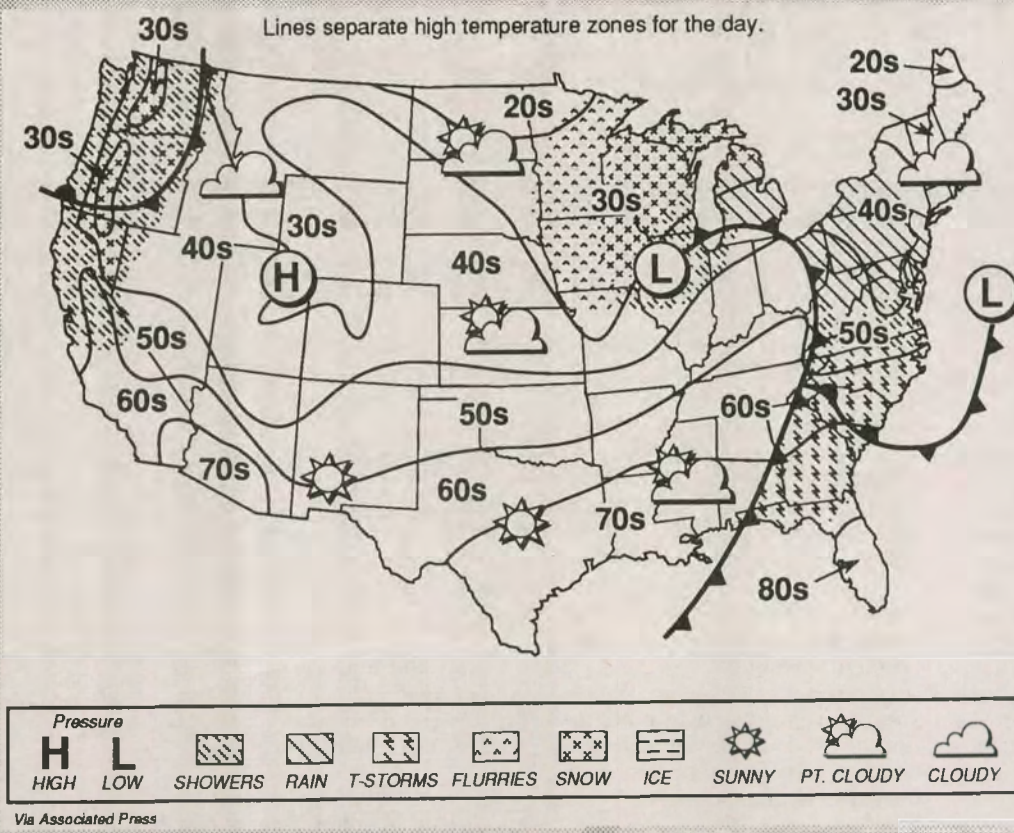 Lines separate high temperature zones for the day.
30s
20s
30s
20s
30s
30s
40s
40s
30s
40s
H
L
L
50s
50s
60s
50s
60s
70s
60s
70s
80s
Pressure
H L
HIGH LOW SHOWERS RAIN T-STORMS FLURRIES SNOW ICE SUNNY PT. CLOUDY CLOUDY
Via Associated Press